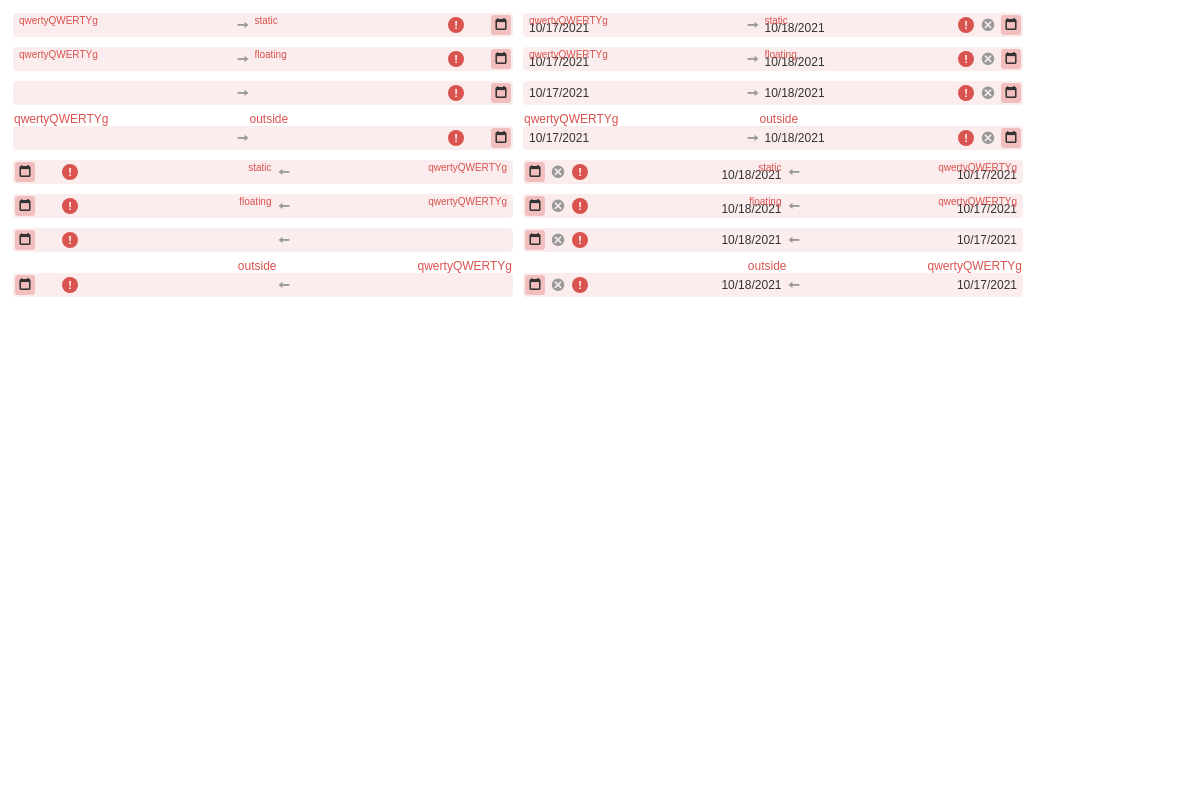 qwertyQWERTYg static qwertyQWERTYg static
10/17/2021 10/18/2021
qwertyQWERTYg floating qwertyQWERTYg floating
10/17/2021 10/18/2021
10/17/2021 10/18/2021
qwertyQWERTYg outside qwertyQWERTYg outside
10/17/2021 10/18/2021
static qwertyQWERTYg static qwertyQWERTYg
10/18/2021 10/17/2021
floating qwertyQWERTYg floating qwertyQWERTYg
10/18/2021 10/17/2021
10/18/2021 10/17/2021
outside qwertyQWERTYg outside qwertyQWERTYg
10/18/2021 10/17/2021